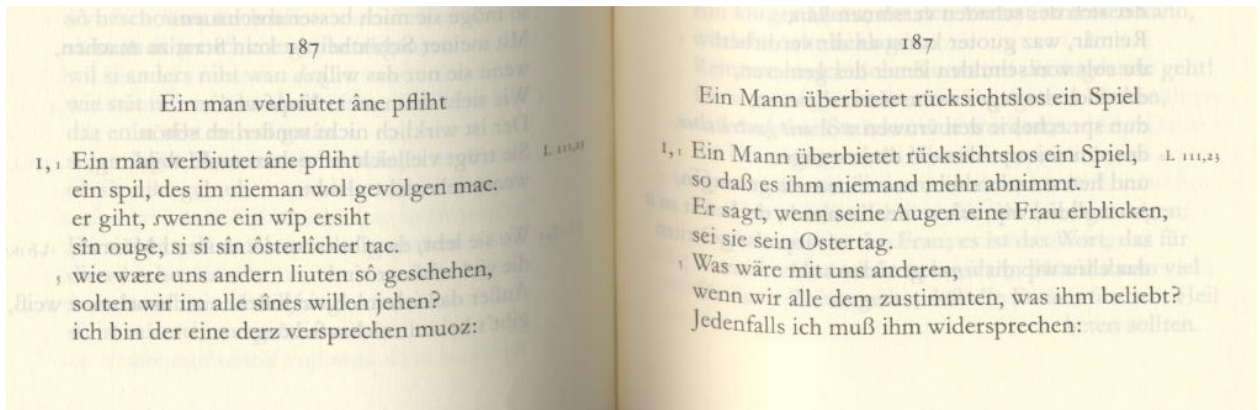 187
Ein man verbiutet âne pfliht
I, 1 Ein man verbiutet âne pfliht L 111,23
ein spil, des im nieman wol gevolgen mac.
er giht, swenne ein wîp ersiht
sîn ouge, si sî sîn ôsterlîcher tac.
5 wie wære uns andern liuten sô geschehen,
solten wir im alle sînes willen jehen?
ich bin der eine derz versprechen muoz:
187
Ein Mann überbietet rücksichtslos ein Spiel
I, 1 Ein Mann überbietet rücksichtslos ein Spiel, L 111,23
so daß es ihm niemand mehr abnimmt.
Er sagt, wenn seine Augen eine Frau erblicken,
sei sie sein Ostertag.
5 Was wäre mit uns anderen,
wenn wir alle dem zustimmten, was ihm beliebt?
Jedenfalls ich muß ihm widersprechen: